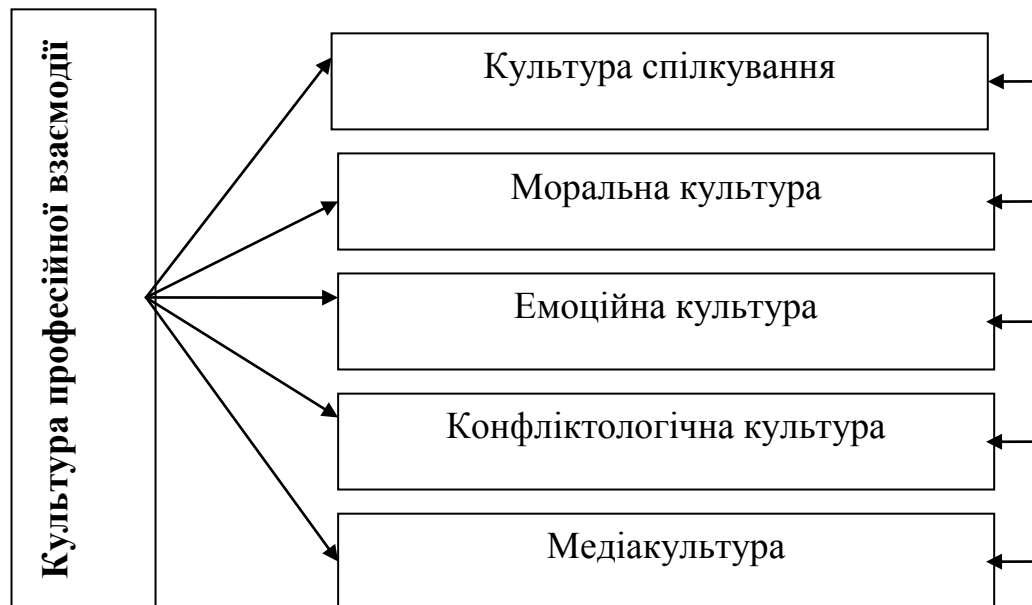 Культура професійної взаємодії
Культура спілкування
Моральна культура
Емоційна культура
Конфліктологічна культура
Медіакультура